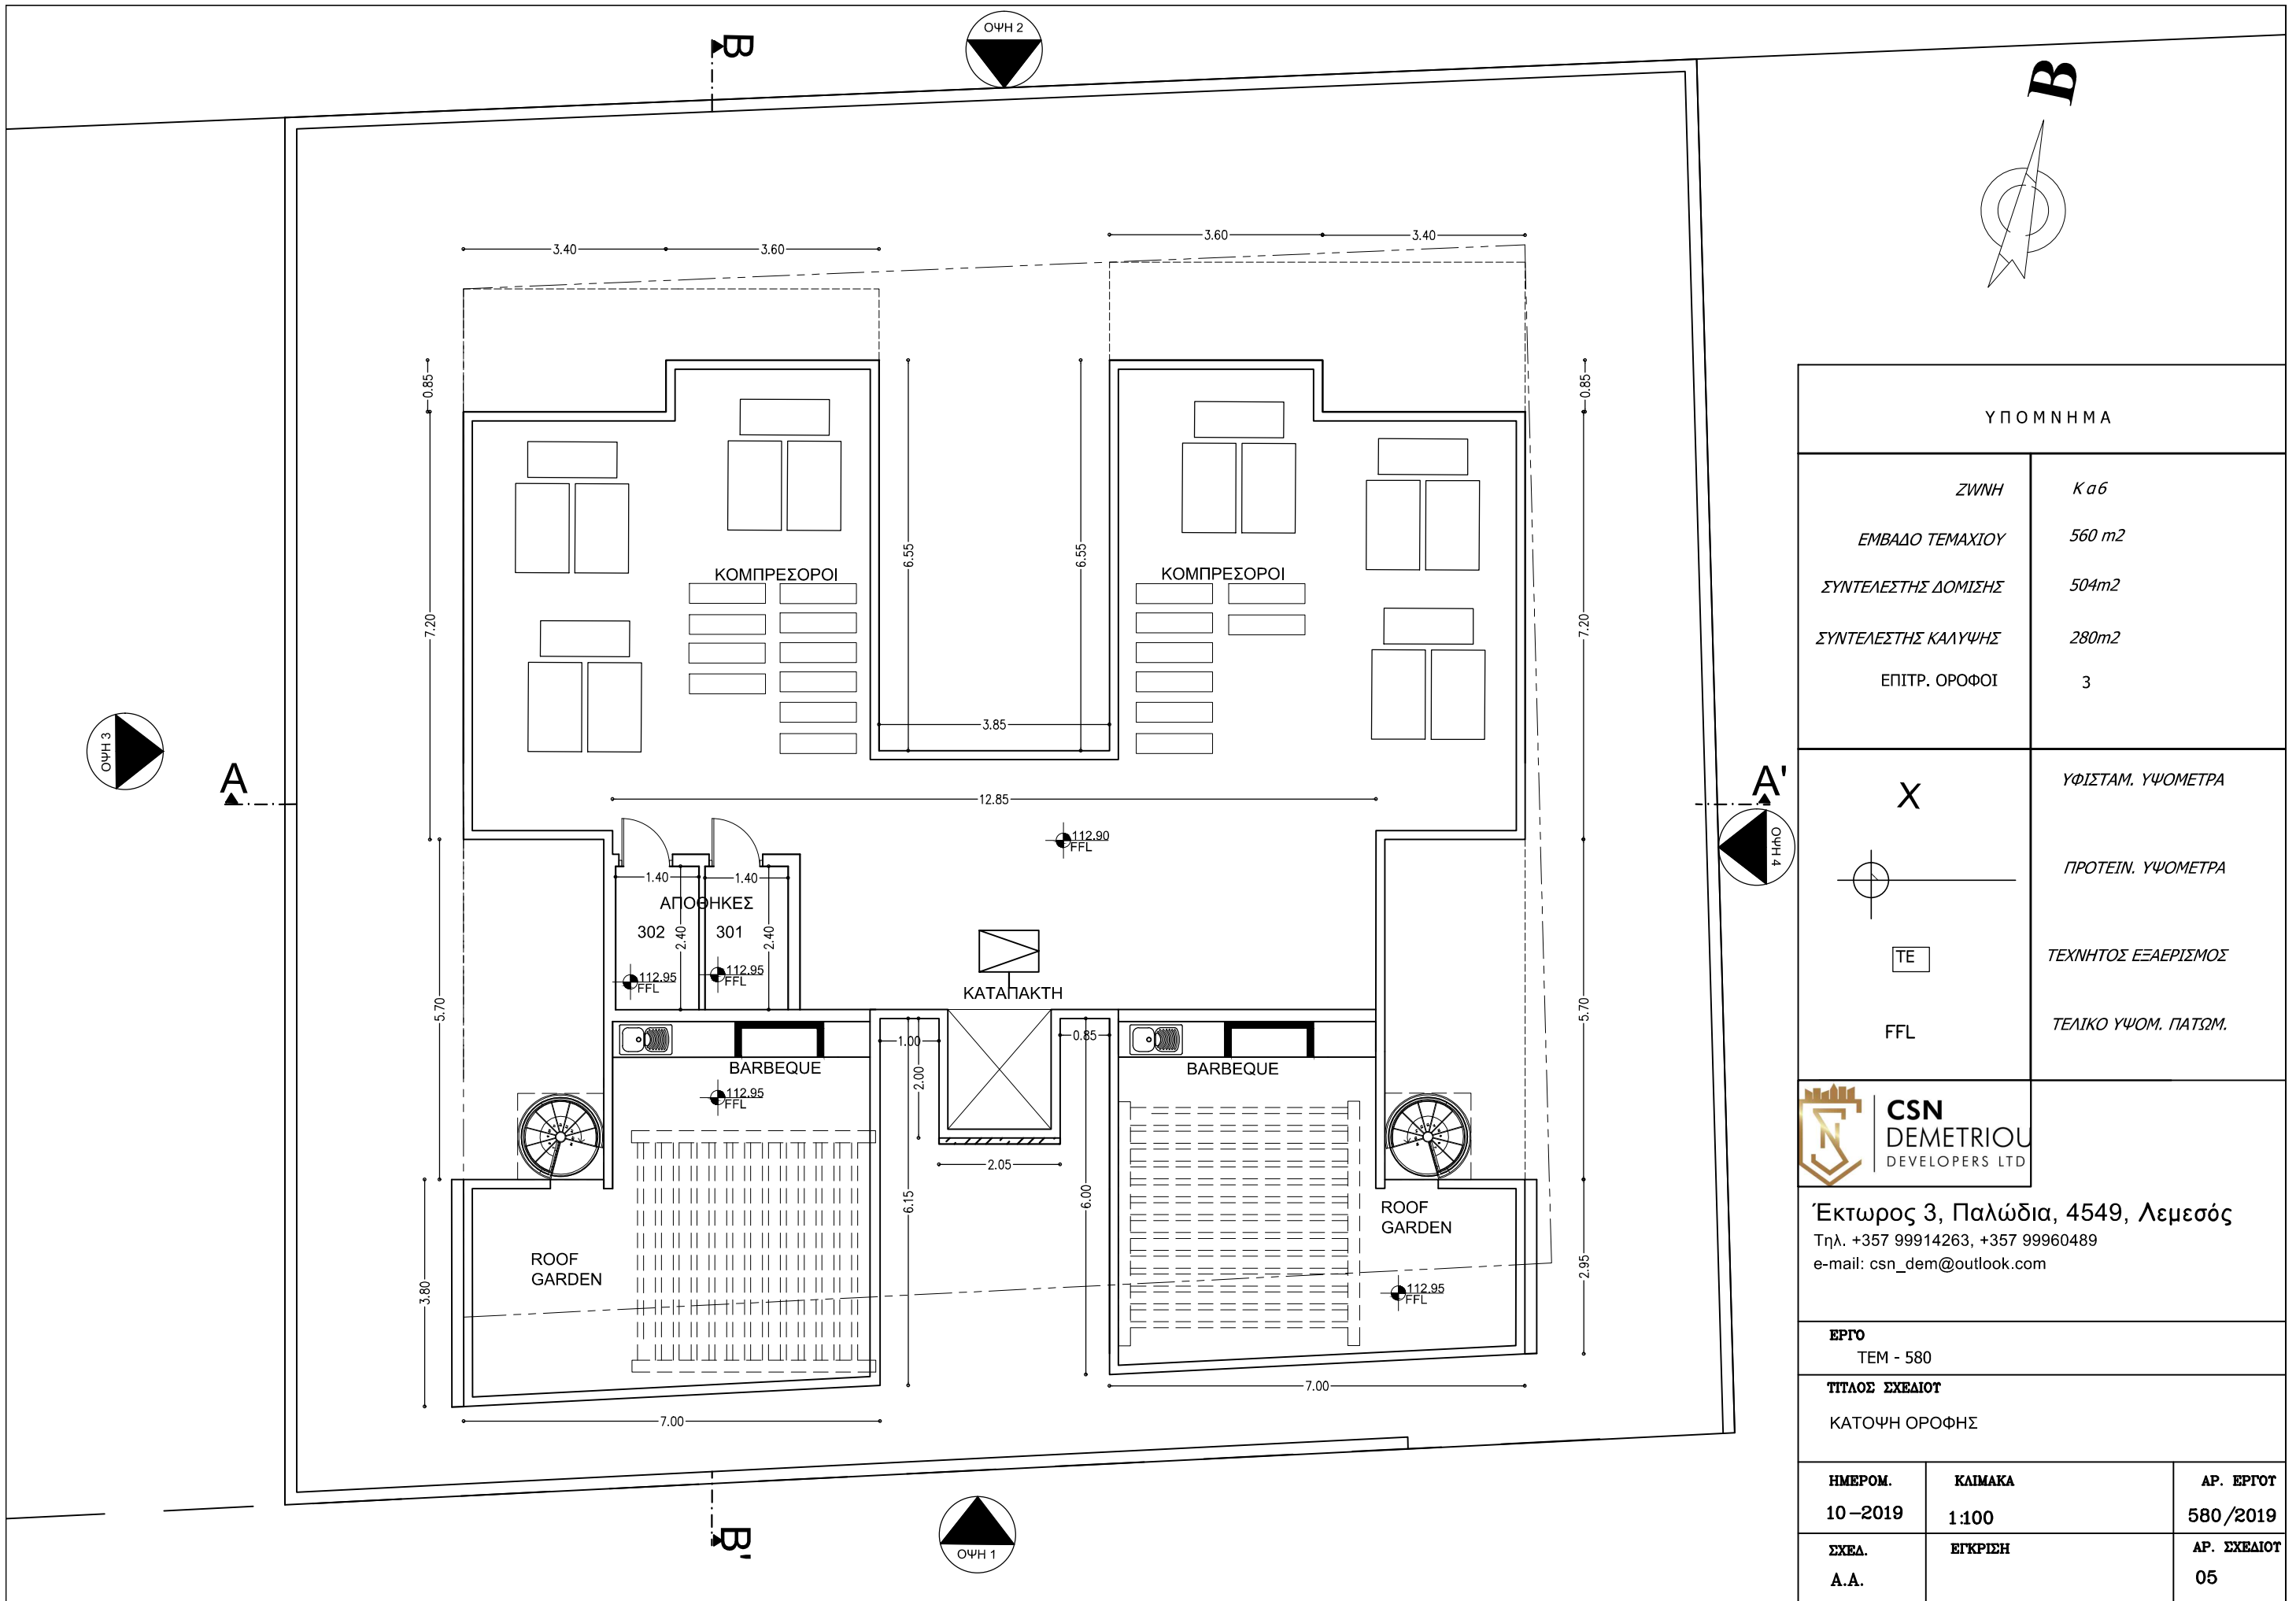 B
ΟΨΗ 2
B
3.40
3.60
3.60
3.40
0.85
0.85
ΥΠΟΜΝΗΜΑ
ΖWΝΗ
Κα6
ΕΜΒΑΔΟ ΤΕΜΑΧΙΟΥ
560 m2
ΣΥΝΤΕΛΕΣΤΗΣ ΔΟΜΙΣΗΣ
504m2
ΣΥΝΤΕΛΕΣΤΗΣ ΚΑΛΥΨΗΣ
280m2
ΕΠΙΤΡ. ΟΡΟΦΟΙ
3
6.55
6.55
ΚΟΜΠΡΕΣΟΡΟΙ
ΚΟΜΠΡΕΣΟΡΟΙ
7.20
7.20
3.85
ΟΨΗ 3
A
A'
ΟΨΗ 4
12.85
112.90
FFL
X
ΥΦΙΣΤΑΜ. ΥΨΟΜΕΤΡΑ
ΠΡΟΤΕΙΝ. ΥΨΟΜΕΤΡΑ
TE
ΤΕΧΝΗΤΟΣ ΕΞΑΕΡΙΣΜΟΣ
FFL
ΤΕΛΙΚΟ ΥΨΟΜ. ΠΑΤΩΜ.
1.40
1.40
ΑΠΟΘΗΚΕΣ
302
2.40
301
2.40
112.95
FFL
112.95
FFL
ΚΑΤΑΠΑΚΤΗ
5.70
5.70
1.00
0.85
2.00
BARBEQUE
BARBEQUE
112.95
FFL
2.05
6.15
6.00
ROOF
GARDEN
ROOF
GARDEN
112.95
FFL
3.80
2.95
7.00
7.00
B'
ΟΨΗ 1
CSN
DEMETRIOU
DEVELOPERS LTD
Έκτωρος 3, Παλώδια, 4549, Λεμεσός
Τηλ. +357 99914263, +357 99960489
e-mail: csn_dem@outlook.com
ΕΡΓΟ
ΤΕΜ - 580
ΤΙΤΛΟΣ ΣΧΕΔΙΟΥ
ΚΑΤΟΨΗ ΟΡΟΦΗΣ
ΗΜΕΡΟΜ.
ΚΛΙΜΑΚΑ
ΑΡ. ΕΡΓΟΥ
10-2019
1:100
580/2019
ΣΧΕΔ.
ΕΓΚΡΙΣΗ
ΑΡ. ΣΧΕΔΙΟΥ
Α.Α.
05